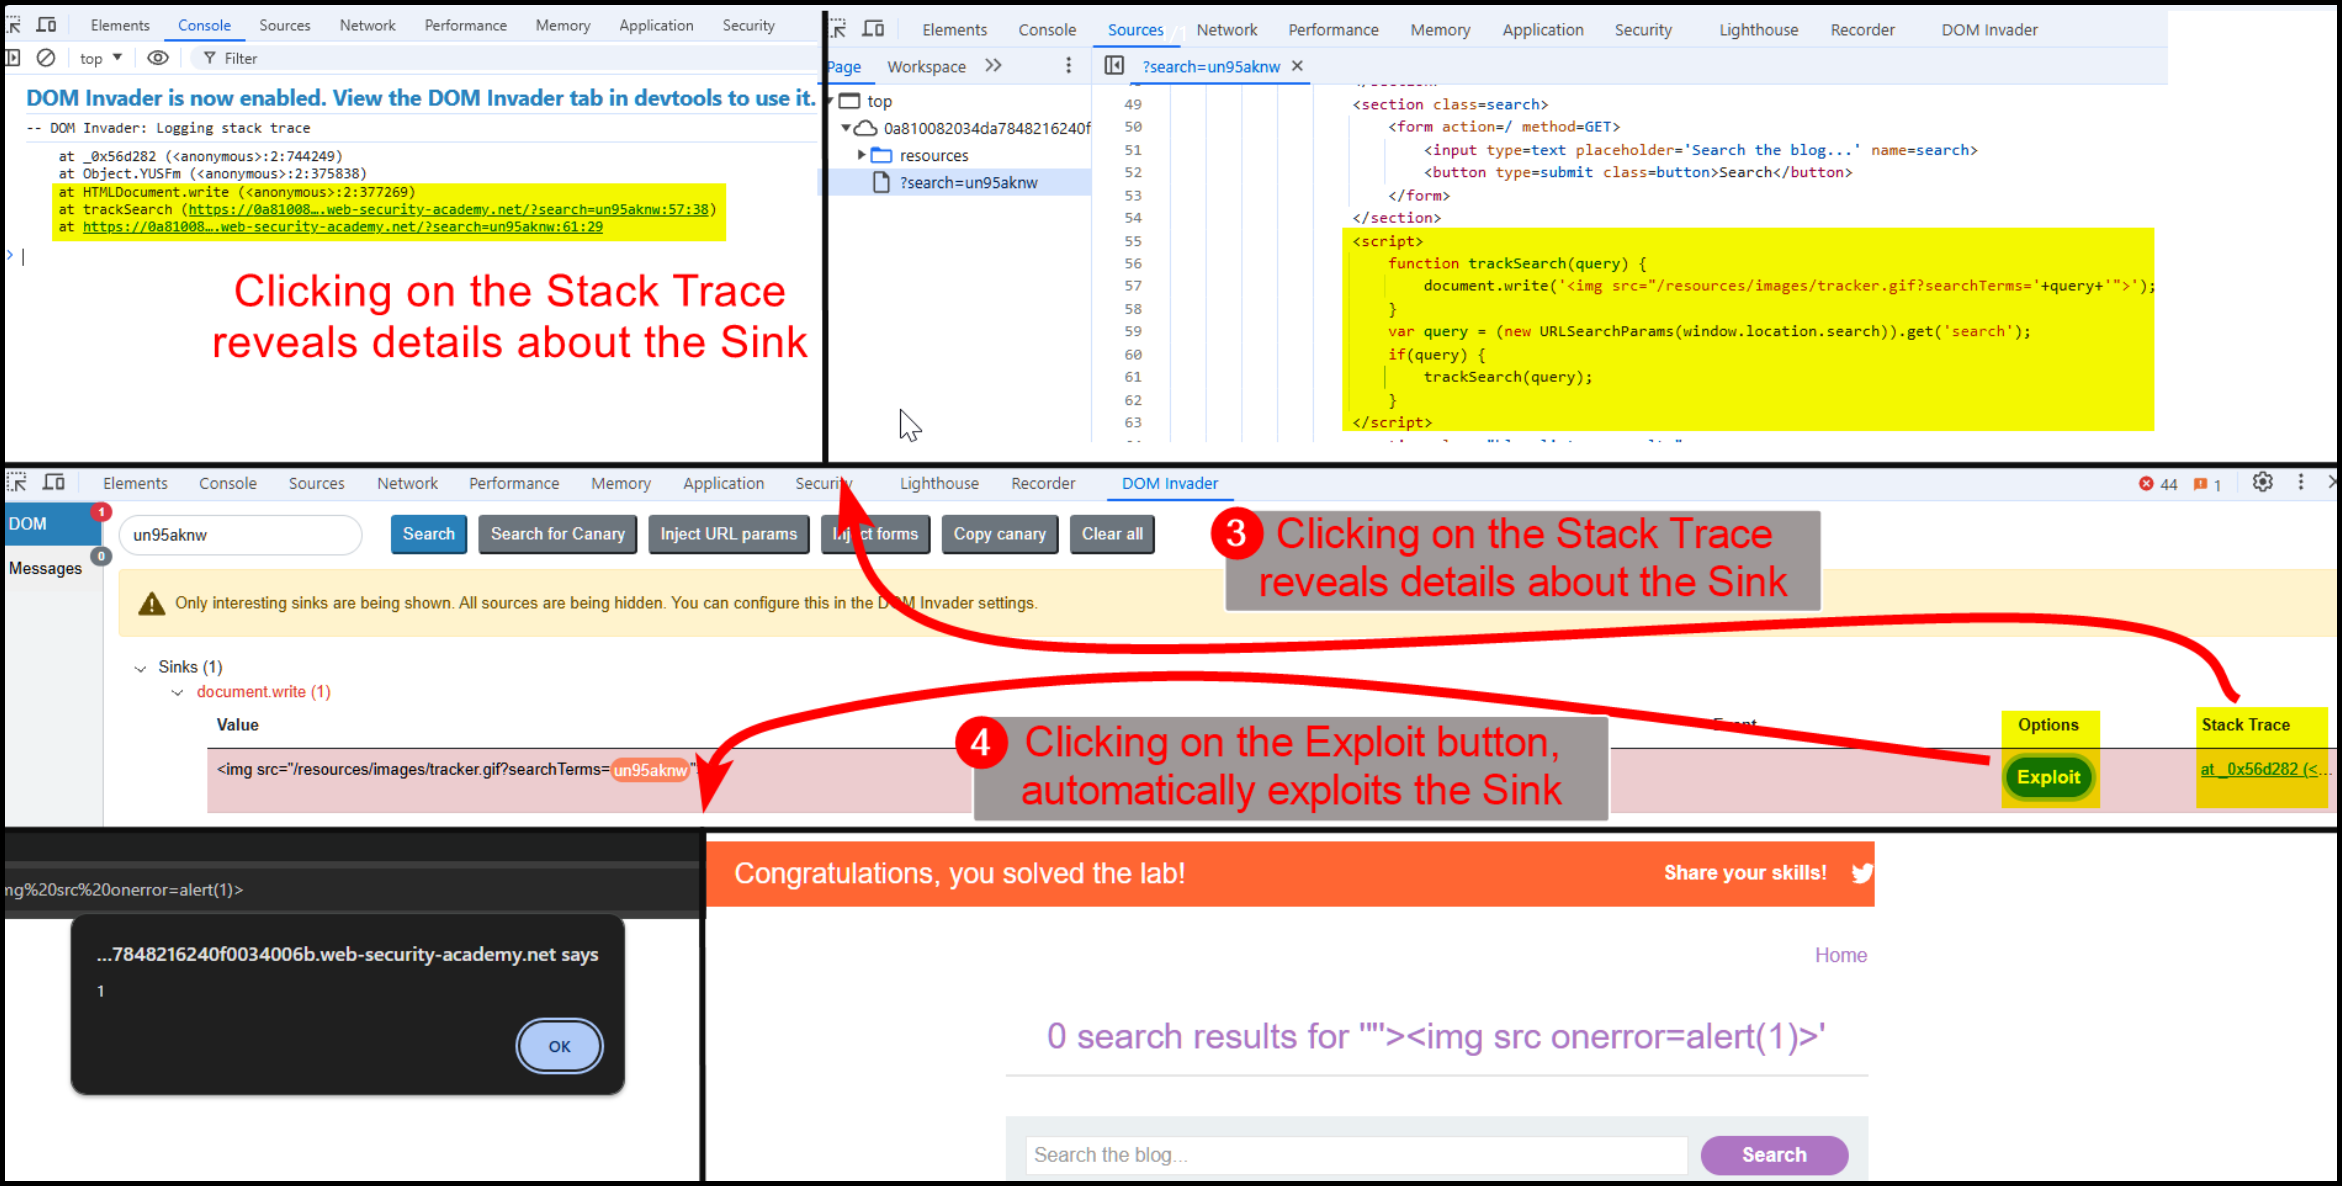 Elements Console Sources Network Performance Memory Application Security
top Filter
DOM Invader is now enabled. View the DOM Invader tab in devtools to use it.
-- DOM Invader: Logging stack trace
at _0x56d282 (<anonymous>:2:744249)
at Object.YUSFm (<anonymous>:2:375838)
at HTMLDocument.write (<anonymous>:2:377269)
at trackSearch (https://0a81008….web-security-academy.net/?search=un95aknw:57:38)
at https://0a81008….web-security-academy.net/?search=un95aknw:61:29
Clicking on the Stack Trace
reveals details about the Sink
Elements Console Sources Network Performance Memory Application Security Lighthouse Recorder DOM Invader
Page Workspace ?search=un95aknw
top
0a810082034da7848216240f
resources
?search=un95aknw
49 <section class=search>
50 <form action=/ method=GET>
51 <input type=text placeholder='Search the blog...' name=search>
52 <button type=submit class=button>Search</button>
53 </form>
54 </section>
55 <script>
56 function trackSearch(query) {
57 document.write('<img src="/resources/images/tracker.gif?searchTerms='+query+'">');
58 }
59 var query = (new URLSearchParams(window.location.search)).get('search');
60 if(query) {
61 trackSearch(query);
62 }
63 </script>
Elements Console Sources Network Performance Memory Application Security Lighthouse Recorder DOM Invader 44 1
DOM 1
un95aknw Search Search for Canary Inject URL params Inject forms Copy canary Clear all
0
Messages
3 Clicking on the Stack Trace
reveals details about the Sink
Only interesting sinks are being shown. All sources are being hidden. You can configure this in the DOM Invader settings.
Sinks (1)
document.write (1)
Value Event Options Stack Trace
<img src="/resources/images/tracker.gif?searchTerms=un95aknw" Exploit at _0x56d282 (<...
4 Clicking on the Exploit button,
automatically exploits the Sink
mg%20src%20onerror=alert(1)>
...7848216240f0034006b.web-security-academy.net says
1
OK
Congratulations, you solved the lab! Share your skills!
Home
0 search results for '"'><img src onerror=alert(1)>'
Search the blog... Search